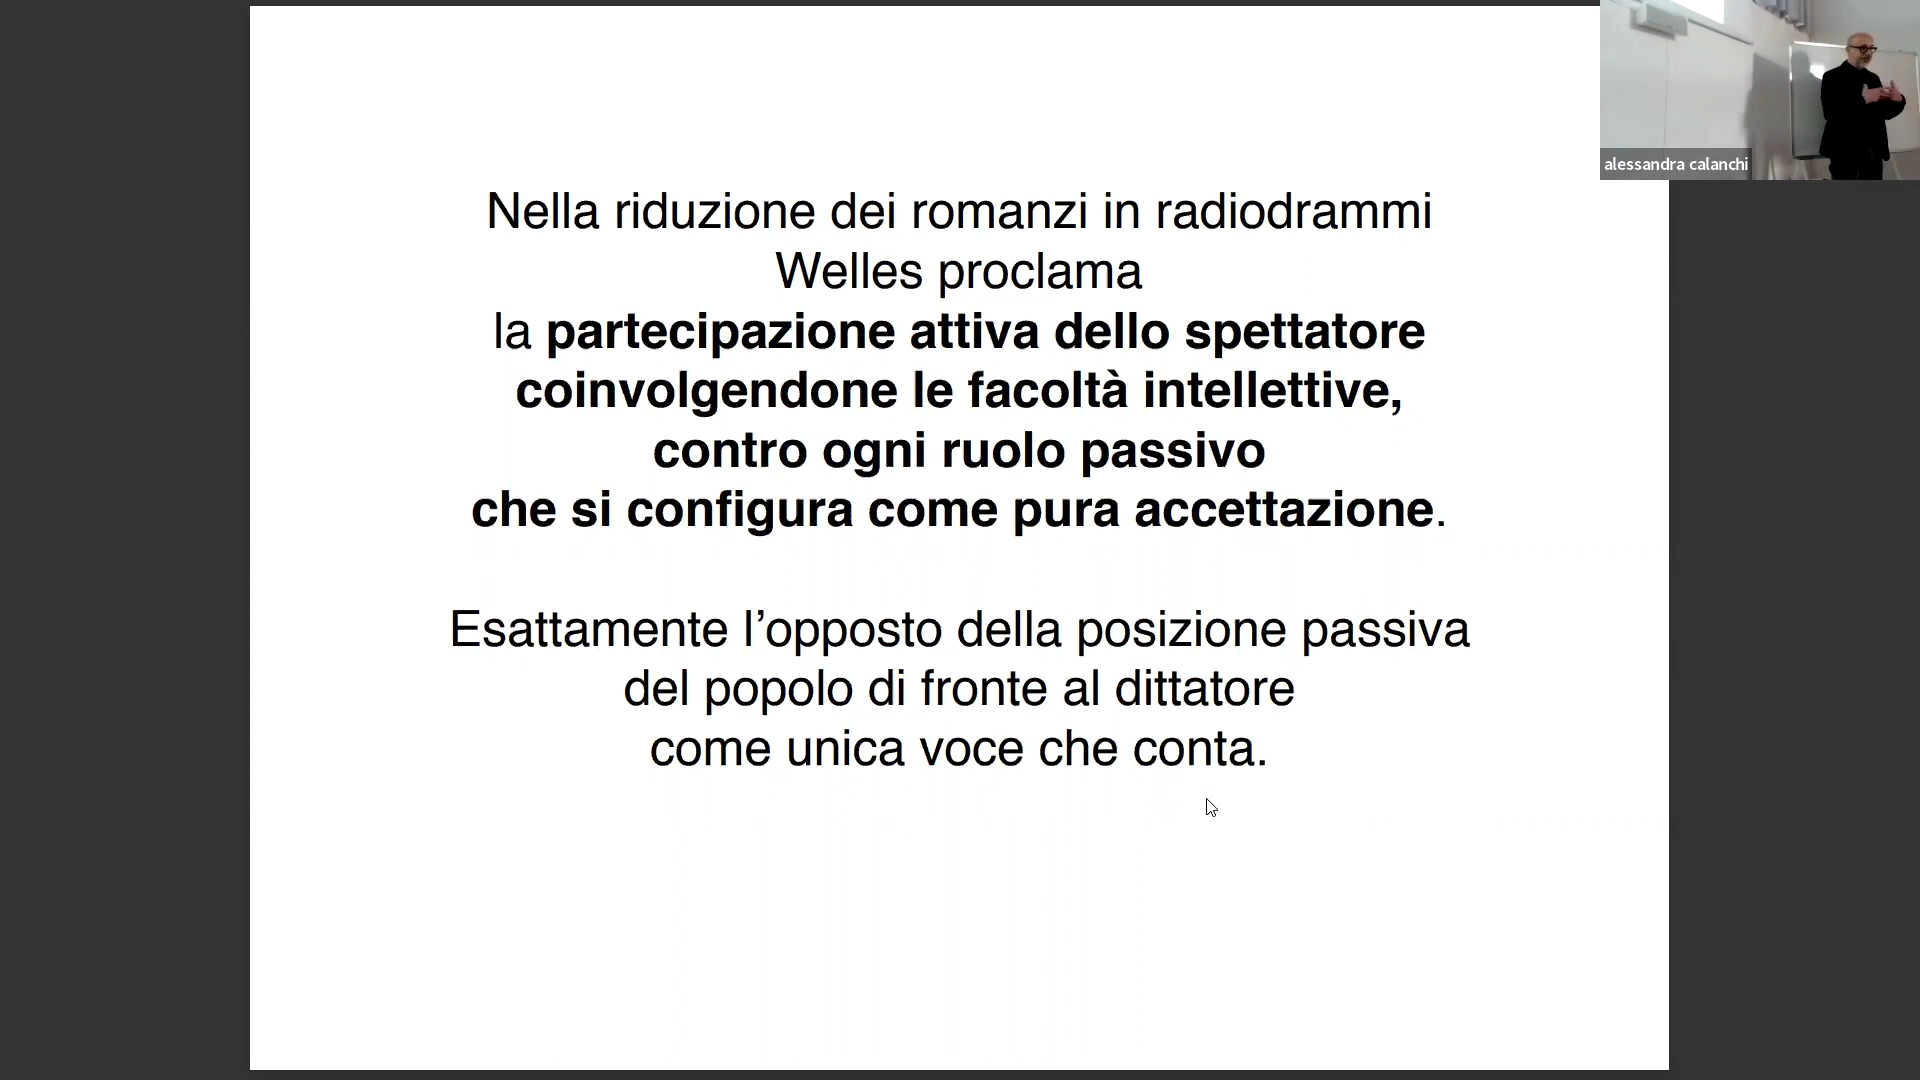 Nella riduzione dei romanzi in radiodrammi
Welles proclama
la partecipazione attiva dello spettatore
coinvolgendone le facoltà intellettive,
contro ogni ruolo passivo
che si configura come pura accettazione.
Esattamente l’opposto della posizione passiva
del popolo di fronte al dittatore
come unica voce che conta.
alessandra calanchi